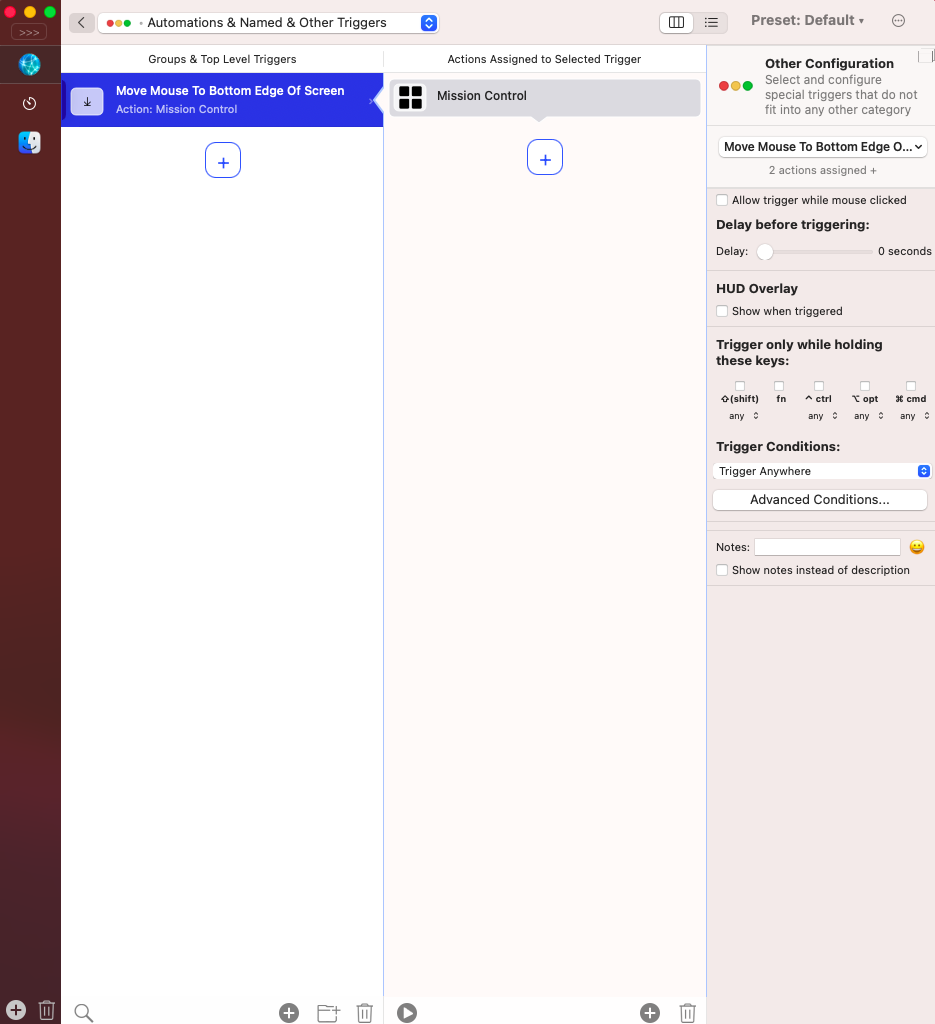 >>>
Automations & Named & Other Triggers
Preset: Default
Groups & Top Level Triggers
Actions Assigned to Selected Trigger
Move Mouse To Bottom Edge Of Screen
Action: Mission Control
Mission Control
Other Configuration
Select and configure
special triggers that do not
fit into any other category
Move Mouse To Bottom Edge O...
2 actions assigned +
Allow trigger while mouse clicked
Delay before triggering:
Delay:
0 seconds
HUD Overlay
Show when triggered
Trigger only while holding
these keys:
⇧(shift) fn ^ ctrl ⌥ opt ⌘ cmd
any any any any
Trigger Conditions:
Trigger Anywhere
Advanced Conditions...
Notes:
Show notes instead of description